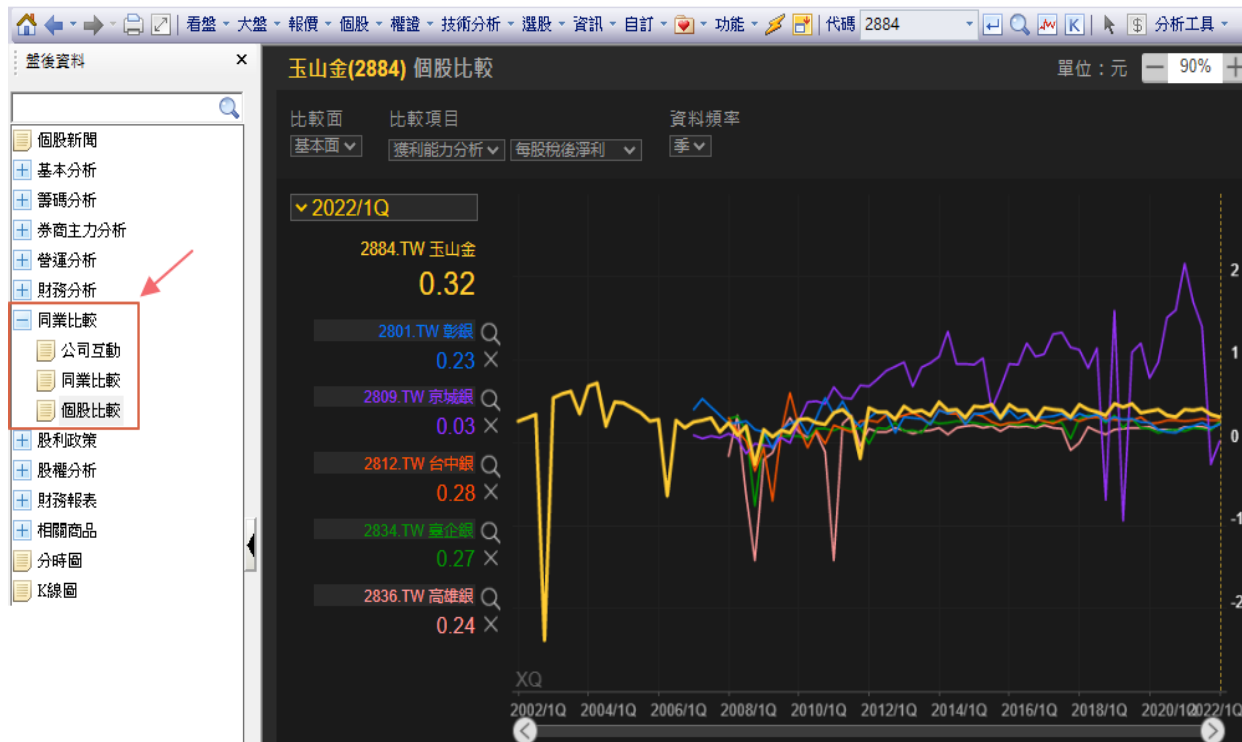 看盤 大盤 報價 個股 權證 技術分析 選股 資訊 自訂 功能 代碼 2884 K $ 分析工具
盤後資料 ×
個股新聞
基本分析
籌碼分析
券商主力分析
營運分析
財務分析
同業比較
公司互動
同業比較
個股比較
股利政策
股權分析
財務報表
相關商品
分時圖
K線圖
玉山金(2884) 個股比較 單位：元 90%
比較面 比較項目 資料頻率
基本面 獲利能力分析 每股稅後淨利 季
2022/1Q
2884.TW 玉山金
0.32
2801.TW 彰銀
0.23 ×
2809.TW 京城銀
0.03 ×
2812.TW 台中銀
0.28 ×
2834.TW 臺企銀
0.27 ×
2836.TW 高雄銀
0.24 ×
2
1
0
-1
-2
XQ
2002/1Q 2004/1Q 2006/1Q 2008/1Q 2010/1Q 2012/1Q 2014/1Q 2016/1Q 2018/1Q 2020/1Q 2022/1Q